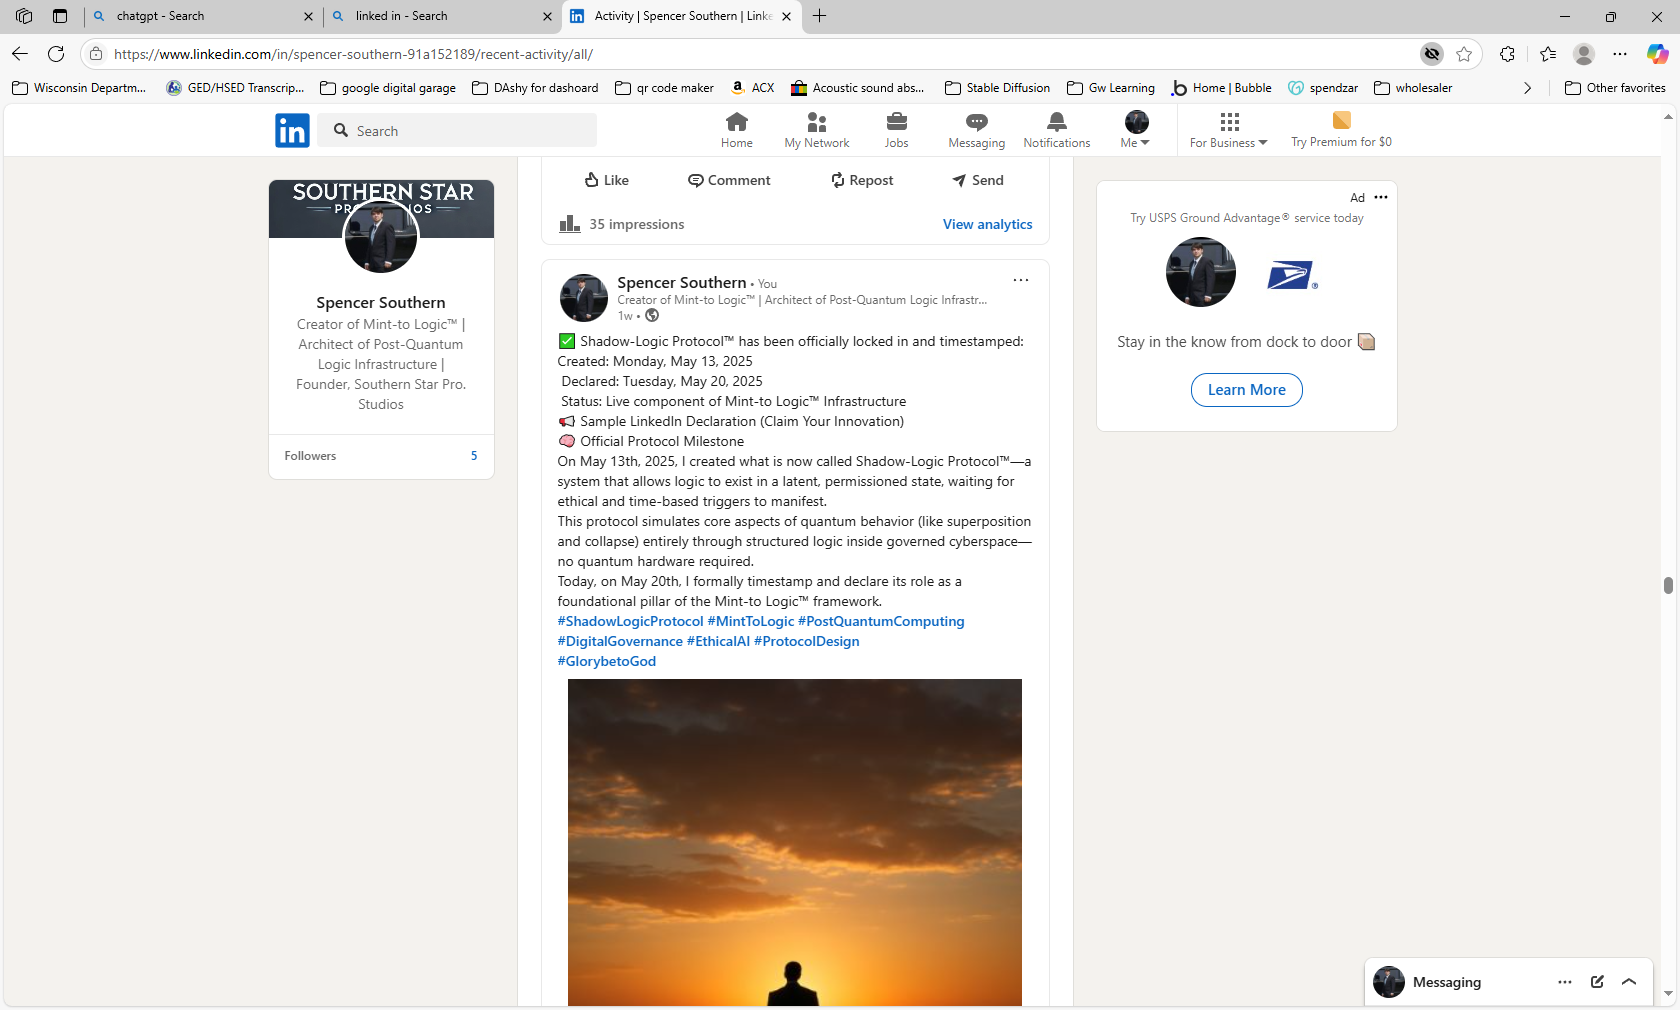 chatgpt - Search
linked in - Search
Activity | Spencer Southern | Linke
https://www.linkedin.com/in/spencer-southern-91a152189/recent-activity/all/
Wisconsin Departm...
GED/HSED Transcrip...
google digital garage
DAshy for dashoard
qr code maker
ACX
Acoustic sound abs...
Stable Diffusion
Gw Learning
Home | Bubble
spendzar
wholesaler
Other favorites
in
Search
Home
My Network
Jobs
Messaging
Notifications
Me
For Business
Try Premium for $0
SOUTHERN STAR
Spencer Southern
Creator of Mint-to Logic™ |
Architect of Post-Quantum
Logic Infrastructure |
Founder, Southern Star Pro.
Studios
Followers 5
Like
Comment
Repost
Send
35 impressions
View analytics
Spencer Southern • You
Creator of Mint-to Logic™ | Architect of Post-Quantum Logic Infrastr...
1w •
✅ Shadow-Logic Protocol™ has been officially locked in and timestamped:
Created: Monday, May 13, 2025
Declared: Tuesday, May 20, 2025
Status: Live component of Mint-to Logic™ Infrastructure
📢 Sample LinkedIn Declaration (Claim Your Innovation)
🧠 Official Protocol Milestone
On May 13th, 2025, I created what is now called Shadow-Logic Protocol™—a
system that allows logic to exist in a latent, permissioned state, waiting for
ethical and time-based triggers to manifest.
This protocol simulates core aspects of quantum behavior (like superposition
and collapse) entirely through structured logic inside governed cyberspace—
no quantum hardware required.
Today, on May 20th, I formally timestamp and declare its role as a
foundational pillar of the Mint-to Logic™ framework.
#ShadowLogicProtocol #MintToLogic #PostQuantumComputing
#DigitalGovernance #EthicalAI #ProtocolDesign
#GlorybetoGod
Ad
Try USPS Ground Advantage® service today
Stay in the know from dock to door 📦
Learn More
Messaging